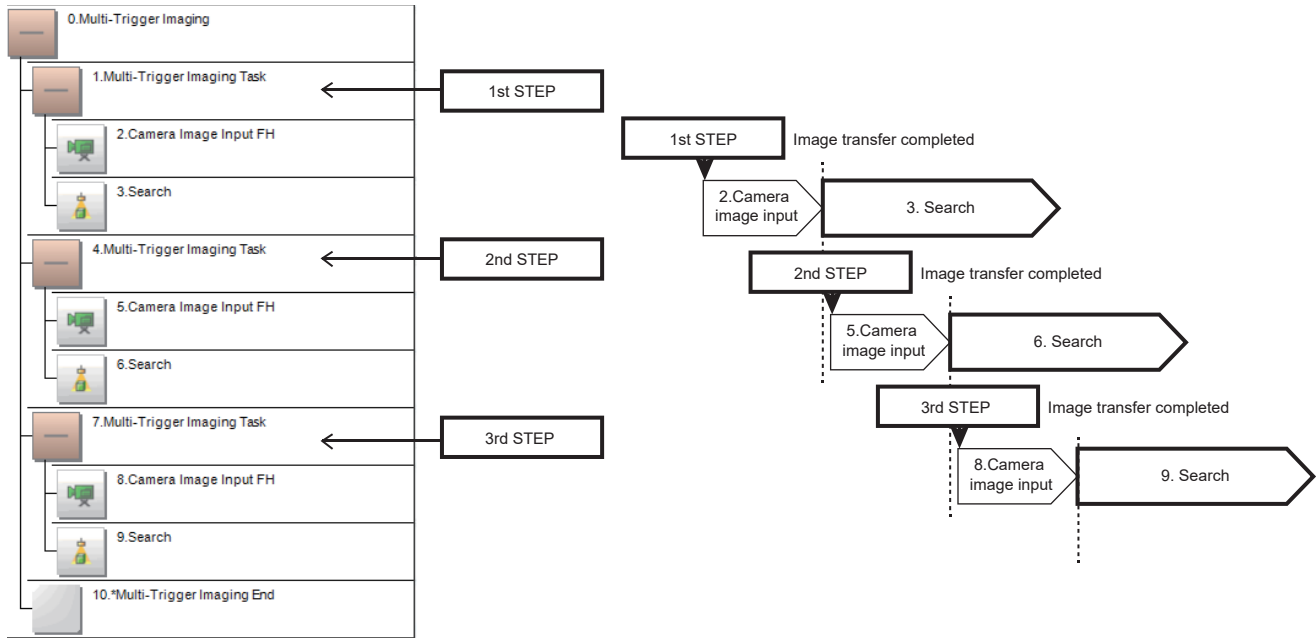 0.Multi-Trigger Imaging
1.Multi-Trigger Imaging Task
2.Camera Image Input FH
3.Search
4.Multi-Trigger Imaging Task
5.Camera Image Input FH
6.Search
7.Multi-Trigger Imaging Task
8.Camera Image Input FH
9.Search
10.*Multi-Trigger Imaging End
1st STEP
2nd STEP
3rd STEP
1st STEP
Image transfer completed
2.Camera
image input
3. Search
2nd STEP
Image transfer completed
5.Camera
image input
6. Search
3rd STEP
Image transfer completed
8.Camera
image input
9. Search